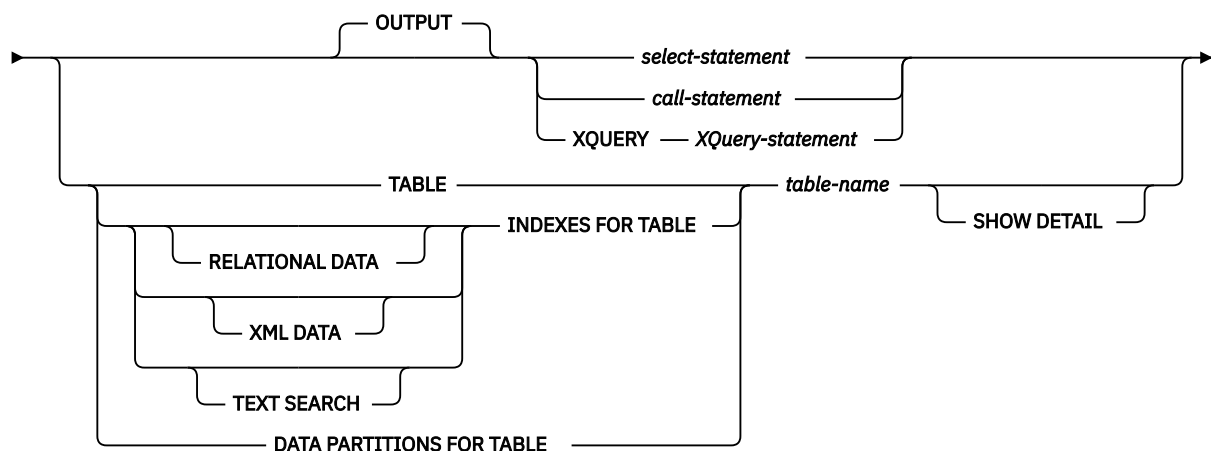 OUTPUT
select-statement
call-statement
XQUERY XQuery-statement
TABLE table-name
SHOW DETAIL
INDEXES FOR TABLE
RELATIONAL DATA
XML DATA
TEXT SEARCH
DATA PARTITIONS FOR TABLE